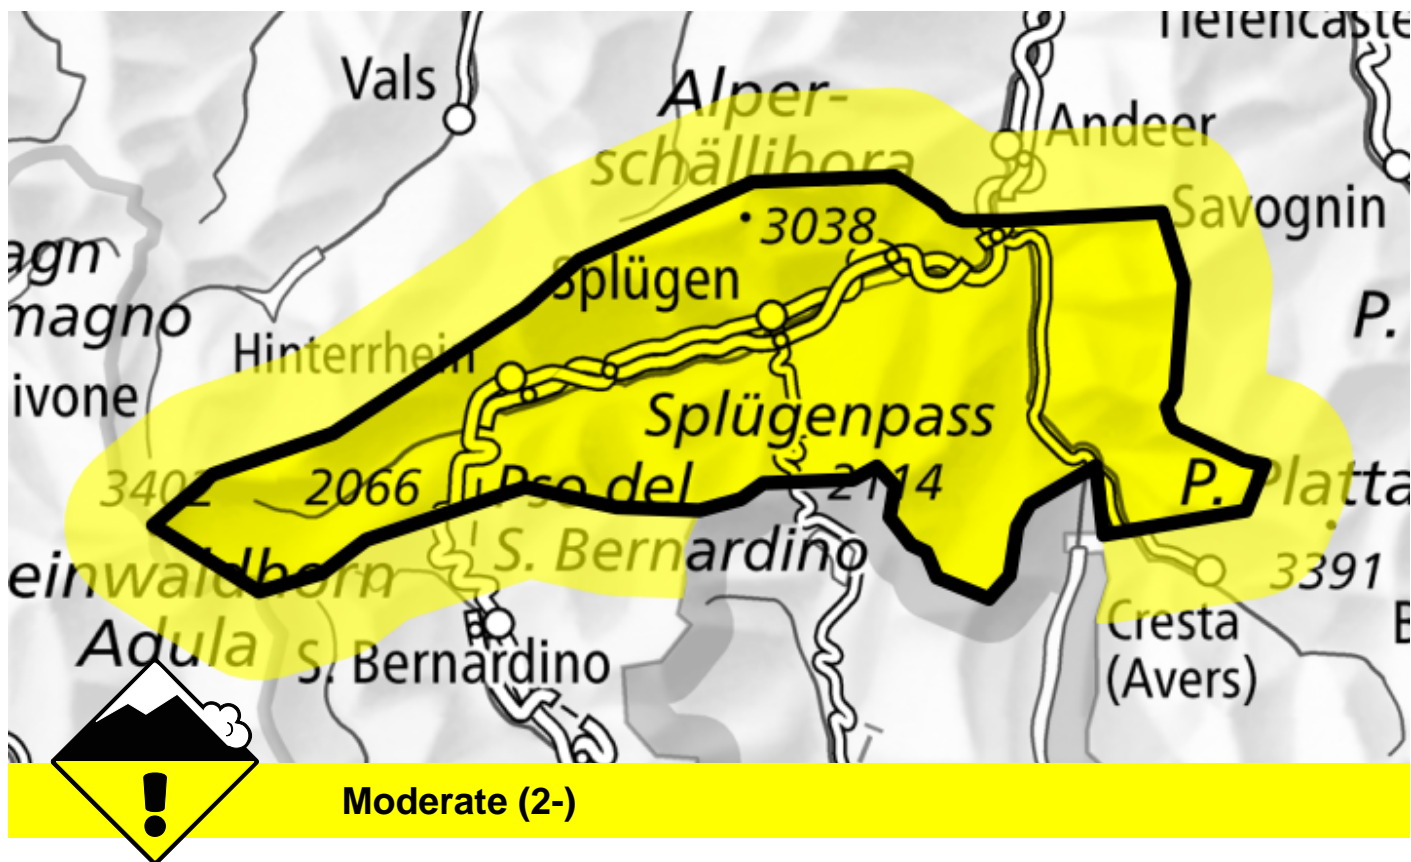 Tiefencaste
Vals
Alper-
schällihora
Andeer
Savognin
3038
agn
magno
Splügen
P.
Hinterrhein
ivone
Splügenpass
3402
2066
Pso del
2114
P. Platta
S. Bernardino
3391
einwaldhorn
Adula
S. Bernardino
Cresta
(Avers)
B
Moderate (2-)